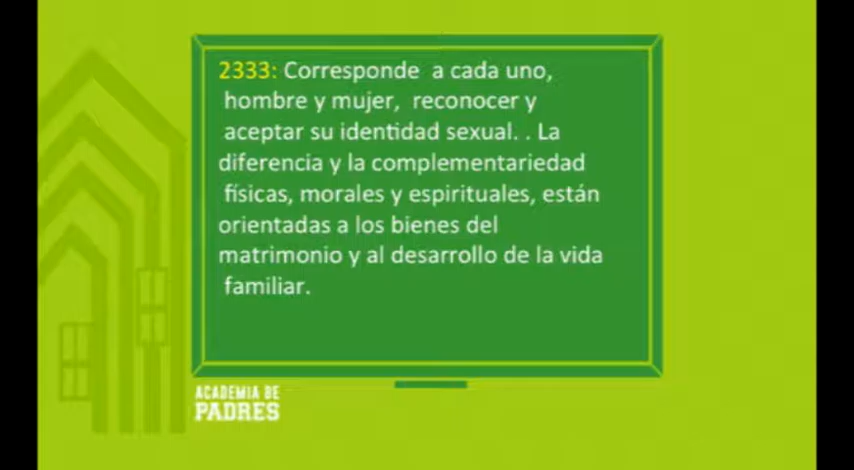 2333: Corresponde a cada uno,
hombre y mujer, reconocer y
aceptar su identidad sexual. . La
diferencia y la complementariedad
físicas, morales y espirituales, están
orientadas a los bienes del
matrimonio y al desarrollo de la vida
familiar.
ACADEMIA DE
PADRES